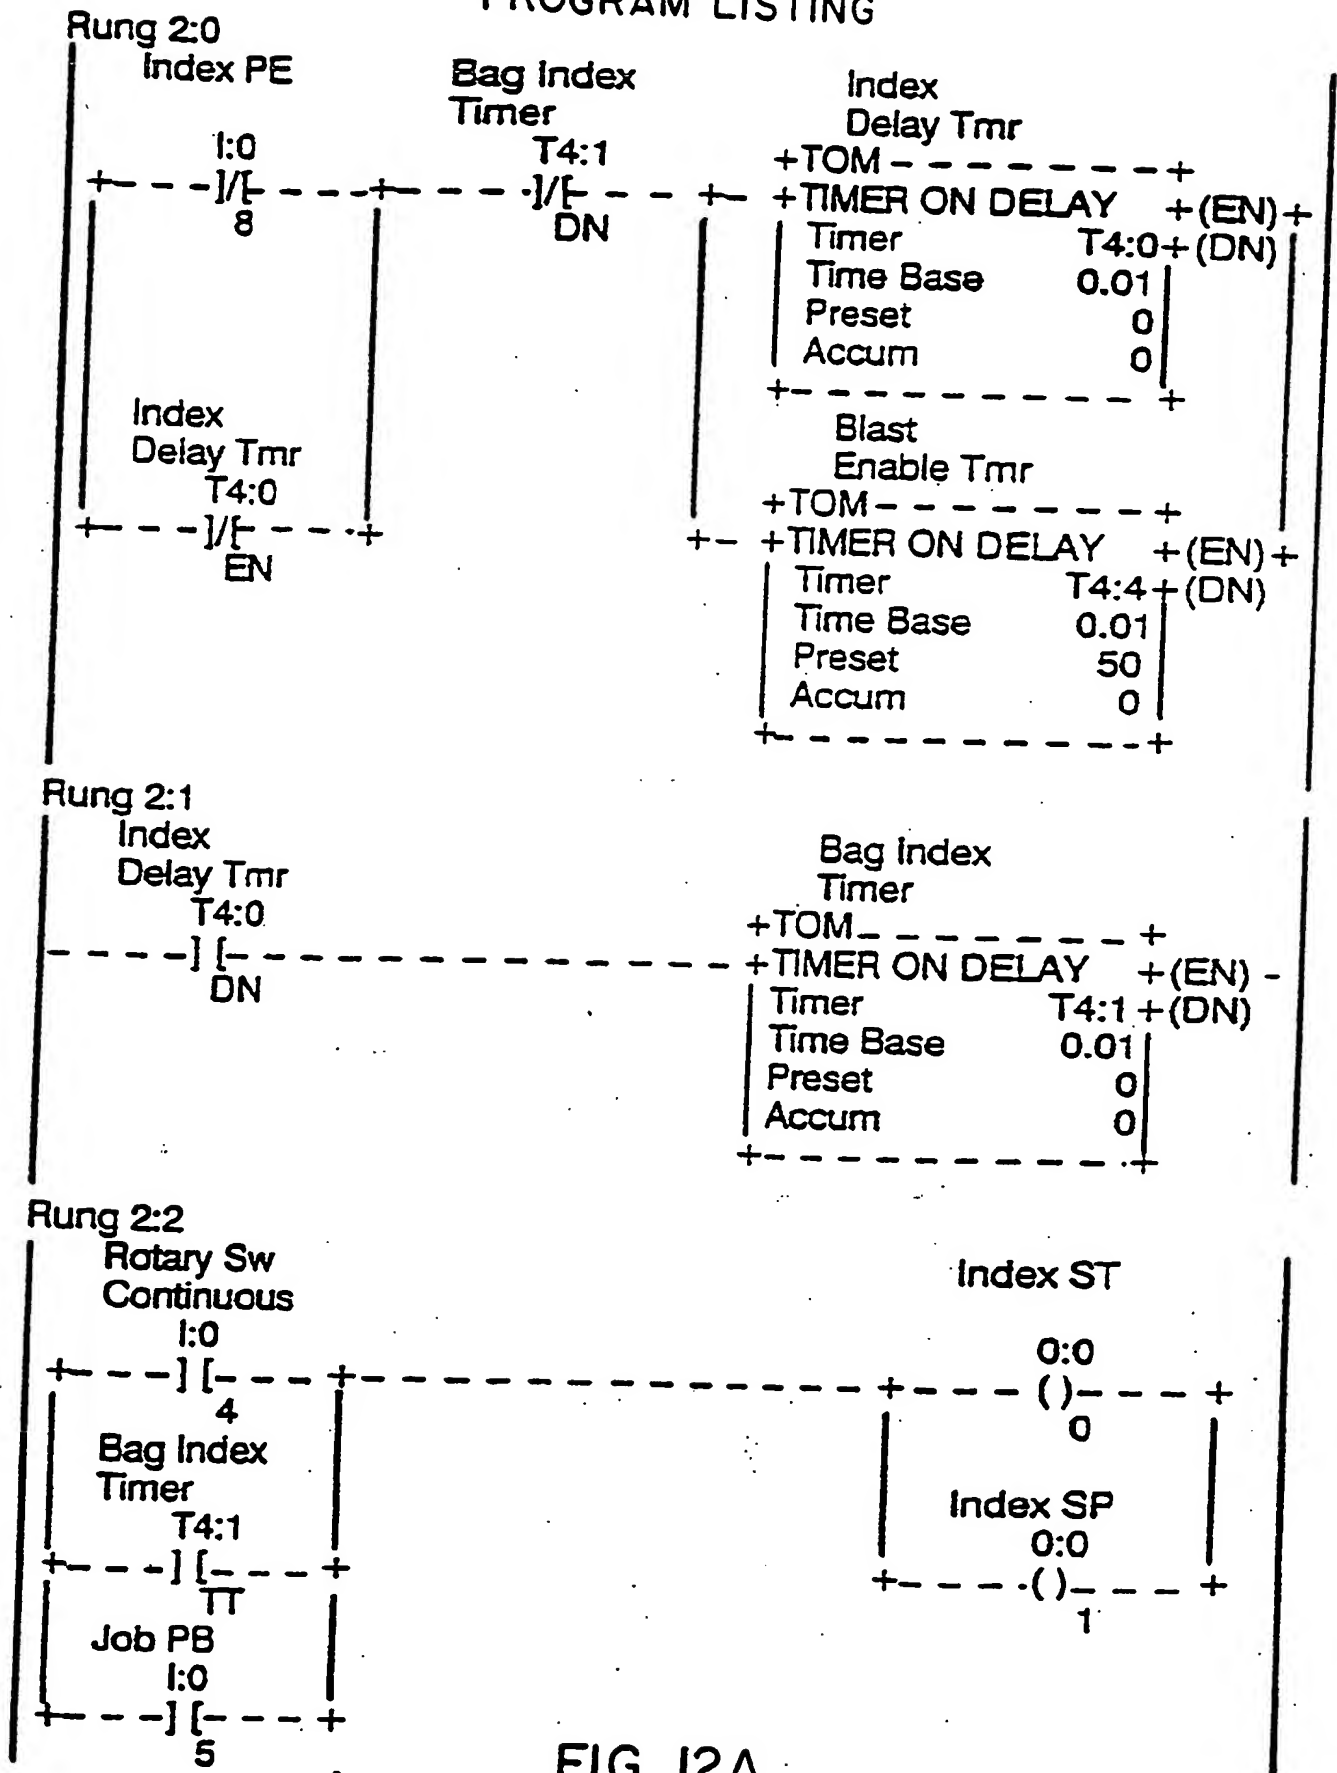 PROGRAM LISTING
Rung 2:0
Index PE
Bag Index
Timer
Index
Delay Tmr
I:0
T4:1
+TOM - - - - - - - - +
+- - - -]/[- - - - -+- - - - -]/[- - - - +- +TIMER ON DELAY +(EN)+
8
DN
Timer T4:0+(DN)
Time Base 0.01
Preset 0
Accum 0
+- - - - - - - - - - +
Index
Delay Tmr
T4:0
+- - - -]/[- - - - -+
EN
Blast
Enable Tmr
+TOM- - - - - - - - +
+- +TIMER ON DELAY +(EN)+
Timer T4:4+(DN)
Time Base 0.01
Preset 50
Accum 0
+- - - - - - - - - - -+
Rung 2:1
Index
Delay Tmr
T4:0
Bag Index
Timer
+TOM- - - - - - - - +
- - - - -] [- - - - - - - - - - - - - - - +TIMER ON DELAY +(EN) -
DN
Timer T4:1+(DN)
Time Base 0.01
Preset 0
Accum 0
+- - - - - - - - - - -+
Rung 2:2
Rotary Sw
Continuous
Index ST
I:0
0:0
+- - - -] [- - - - +- - - - - - - - - - - - - - +- - - - ( )- - - - +
4
0
Bag Index
Timer
T4:1
+- - - -] [- - - - +
TT
Index SP
0:0
+- - - - -( )- - - - +
1
Job PB
I:0
+- - - -] [- - - - +
5
FIG. 12A